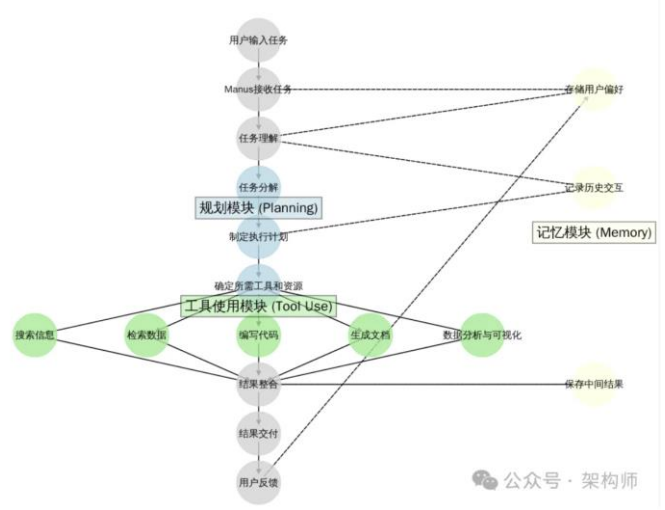 用户输入任务
Manus接收任务
存储用户偏好
任务理解
任务分解
记录历史交互
规划模块 (Planning)
制定执行计划
记忆模块 (Memory)
确定所需工具和资源
工具使用模块 (Tool Use)
搜索信息
检索数据
编写代码
生成文档
数据分析与可视化
结果整合
保存中间结果
结果交付
用户反馈
公众号 · 架构师